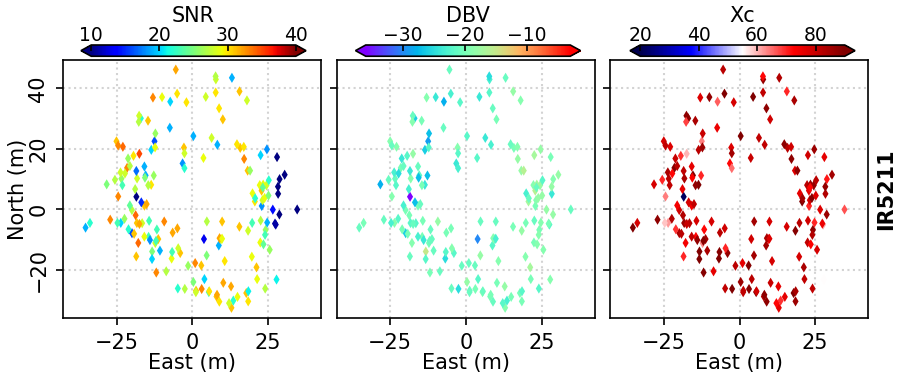 SNR DBV Xc
10 20 30 40 −30 −20 −10 20 40 60 80
40
20
0
−20
North (m)
−25 0 25 −25 0 25 −25 0 25
East (m) East (m) East (m)
IR5211